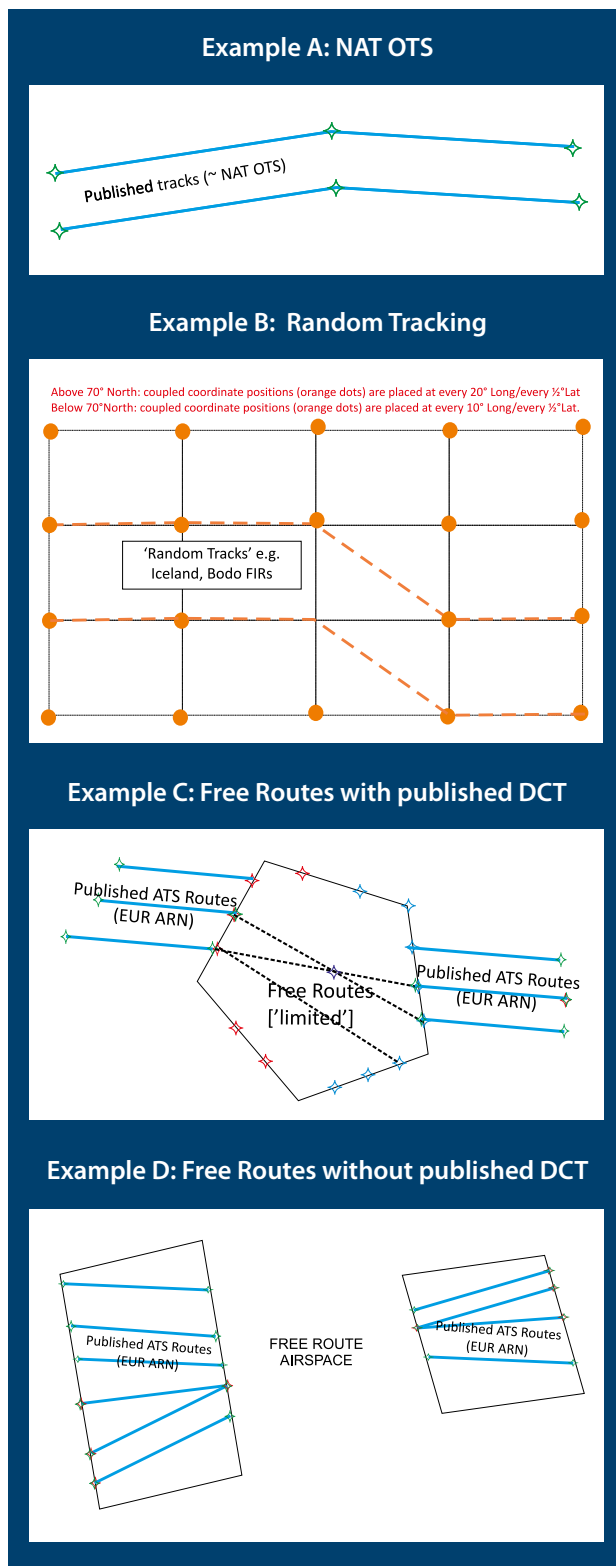 Example A: NAT OTS
Published tracks (~ NAT OTS)
Example B:  Random Tracking
Above 70° North: coupled coordinate positions (orange dots) are placed at every 20° Long/every ½°Lat
Below 70°North: coupled coordinate positions (orange dots) are placed at every 10° Long/every ½°Lat.
‘Random Tracks’ e.g.
Iceland, Bodo FIRs
Example C: Free Routes with published DCT
Published ATS Routes
(EUR ARN)
Free Routes
['limited']
Published ATS Routes
(EUR ARN)
Example D: Free Routes without published DCT
Published ATS Routes
(EUR ARN)
FREE ROUTE
AIRSPACE
Published ATS Routes
(EUR ARN)